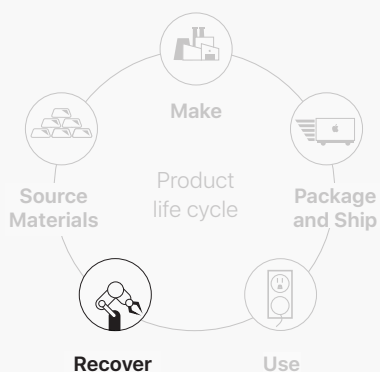 Make
Source
Materials
Product
life cycle
Package
and Ship
Recover
Use